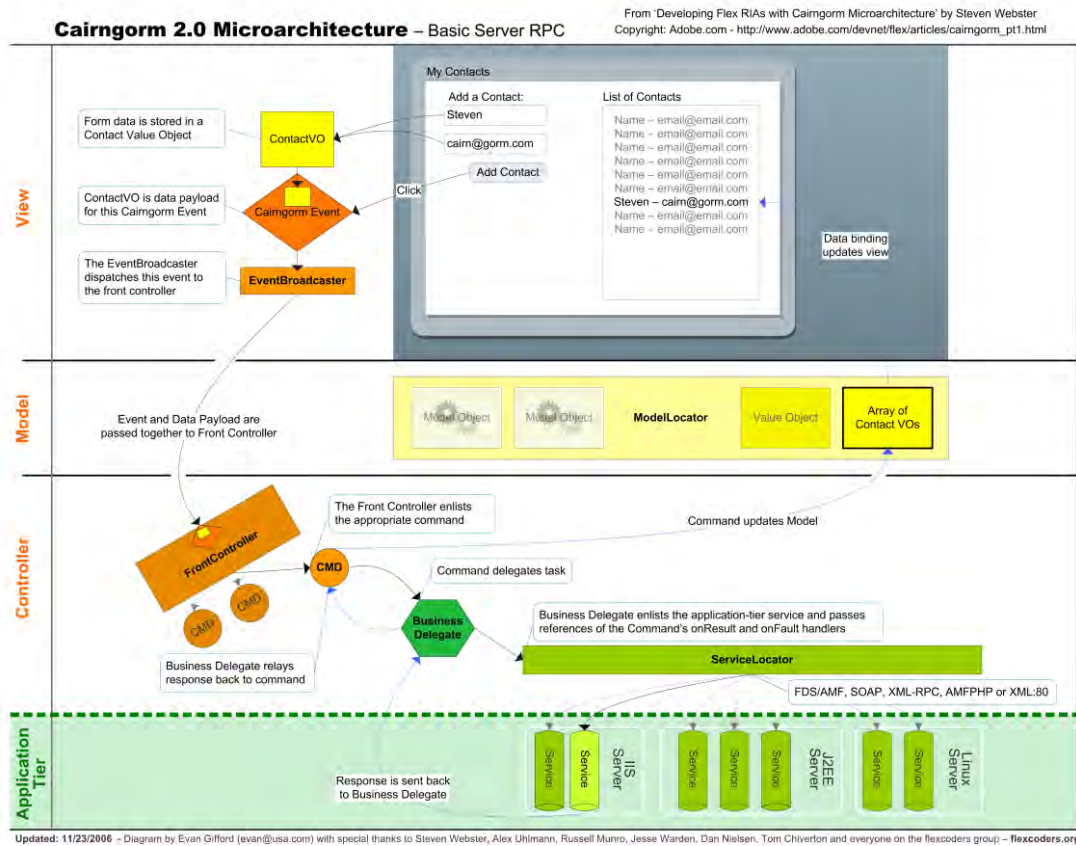 Cairngorm 2.0 Microarchitecture – Basic Server RPC
From 'Developing Flex RIAs with Cairngorm Microarchitecture' by Steven Webster
Copyright: Adobe.com - http://www.adobe.com/devnet/flex/articles/cairngorm_pt1.html
View
Form data is stored in a
Contact Value Object
ContactVO
ContactVO is data payload
for this Cairngorm Event
Cairngorm Event
The EventBroadcaster
dispatches this event to
the front controller
EventBroadcaster
My Contacts
Add a Contact:
Steven
cairn@gorm.com
Add Contact
Click
List of Contacts
Name – email@email.com
Name – email@email.com
Name – email@email.com
Name – email@email.com
Name – email@email.com
Name – email@email.com
Steven – cairn@gorm.com
Name – email@email.com
Name – email@email.com
Data binding
updates view
Model
Event and Data Payload are
passed together to Front Controller
Model Object
Model Object
ModelLocator
Value Object
Array of
Contact VOs
Controller
FrontController
The Front Controller enlists
the appropriate command
CMD
CMD
CMD
Command updates Model
Command delegates task
Business
Delegate
Business Delegate enlists the application-tier service and passes
references of the Command's onResult and onFault handlers
Business Delegate relays
response back to command
ServiceLocator
FDS/AMF, SOAP, XML-RPC, AMFPHP or XML:80
Application
Tier
Response is sent back
to Business Delegate
Service
Service
IIS
Server
Service
Service
Service
J2EE
Server
Service
Service
Linux
Server
Updated: 11/23/2006 - Diagram by Evan Gifford (evan@usa.com) with special thanks to Steven Webster, Alex Uhlmann, Russell Munro, Jesse Warden, Dan Nielsen, Tom Chiverton and everyone on the flexcoders group – flexcoders.org